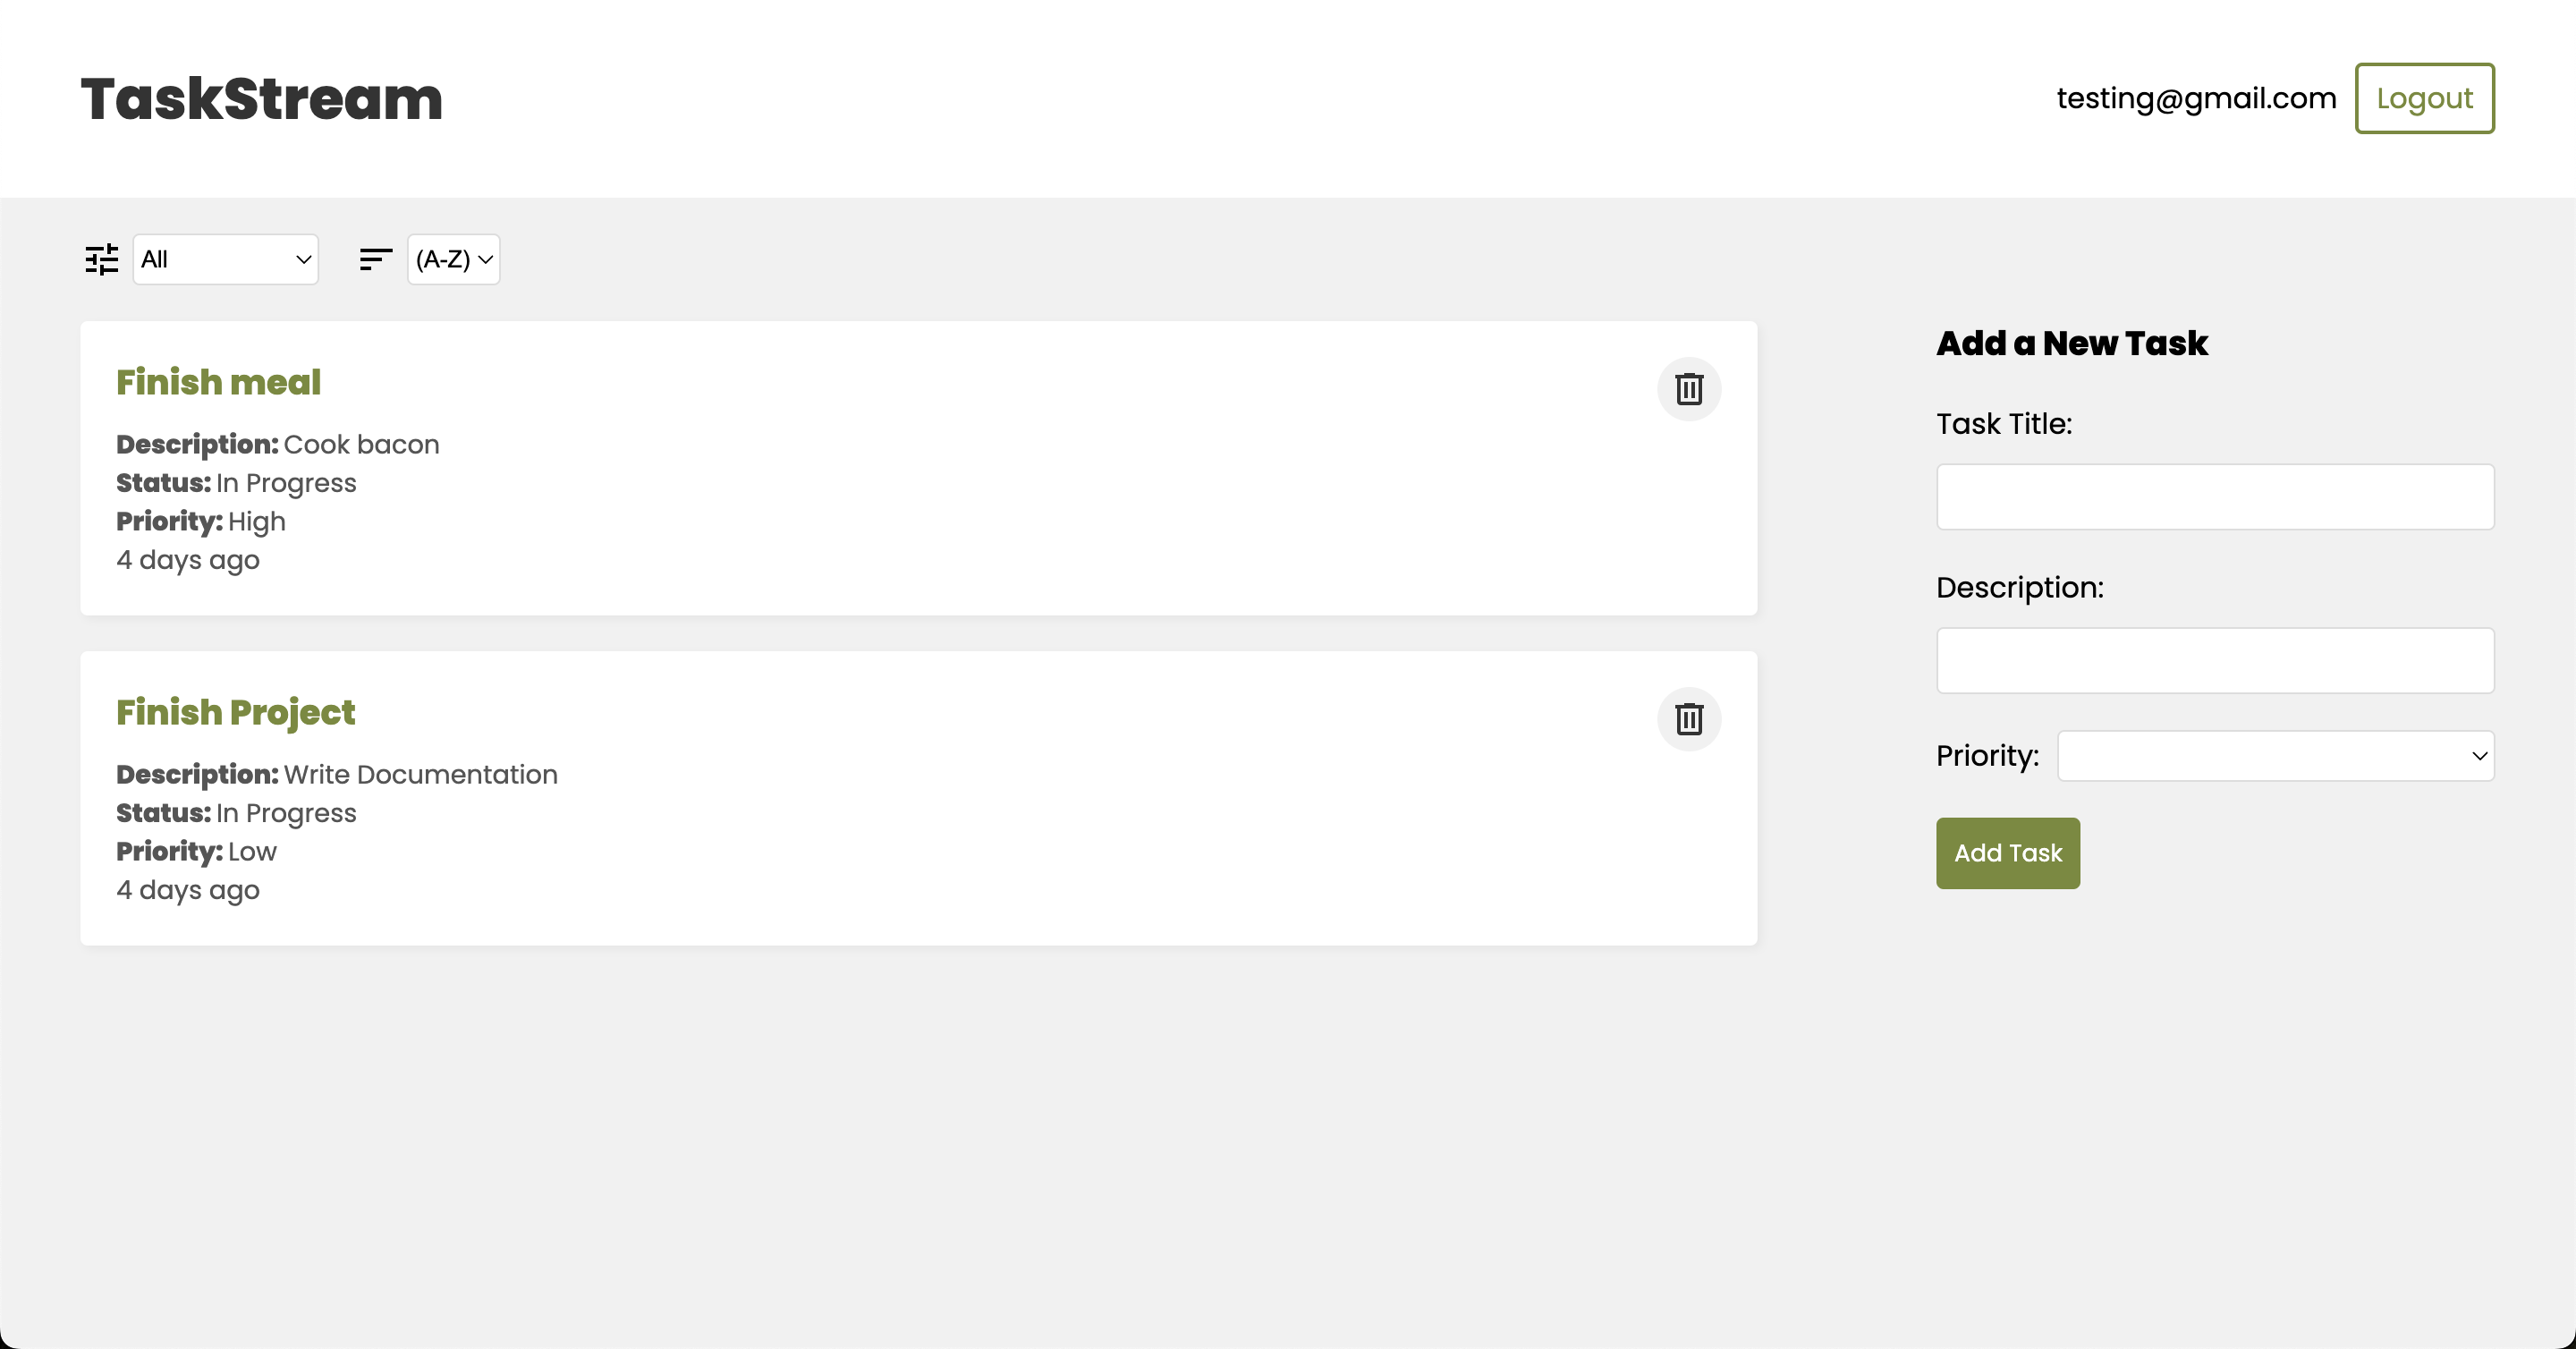 TaskStream
testing@gmail.com
Logout
All
(A-Z)
Finish meal
Description: Cook bacon
Status: In Progress
Priority: High
4 days ago
Finish Project
Description: Write Documentation
Status: In Progress
Priority: Low
4 days ago
Add a New Task
Task Title:
Description:
Priority:
Add Task